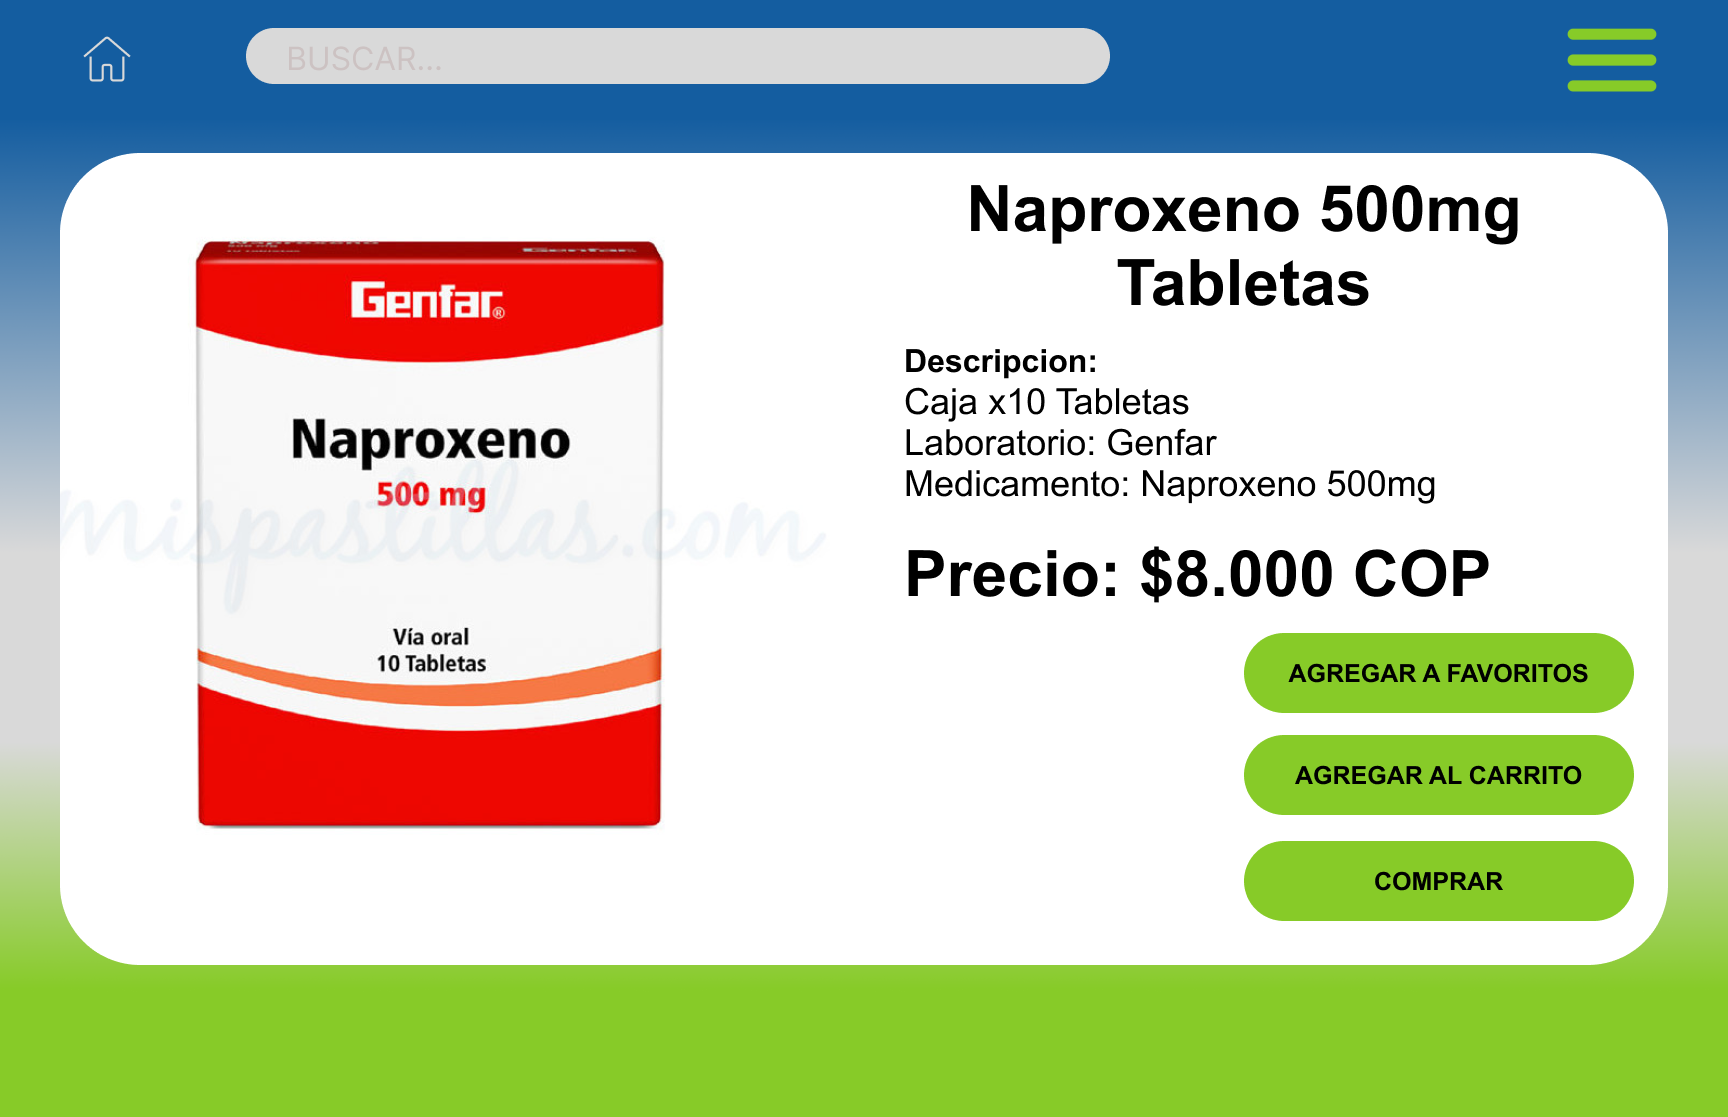 BUSCAR...
Naproxeno 500mg
Tabletas
Descripcion:
Caja x10 Tabletas
Laboratorio: Genfar
Medicamento: Naproxeno 500mg
Precio: $8.000 COP
AGREGAR A FAVORITOS
AGREGAR AL CARRITO
COMPRAR
Genfar®
Naproxeno
500 mg
mispastillas.com
Vía oral
10 Tabletas